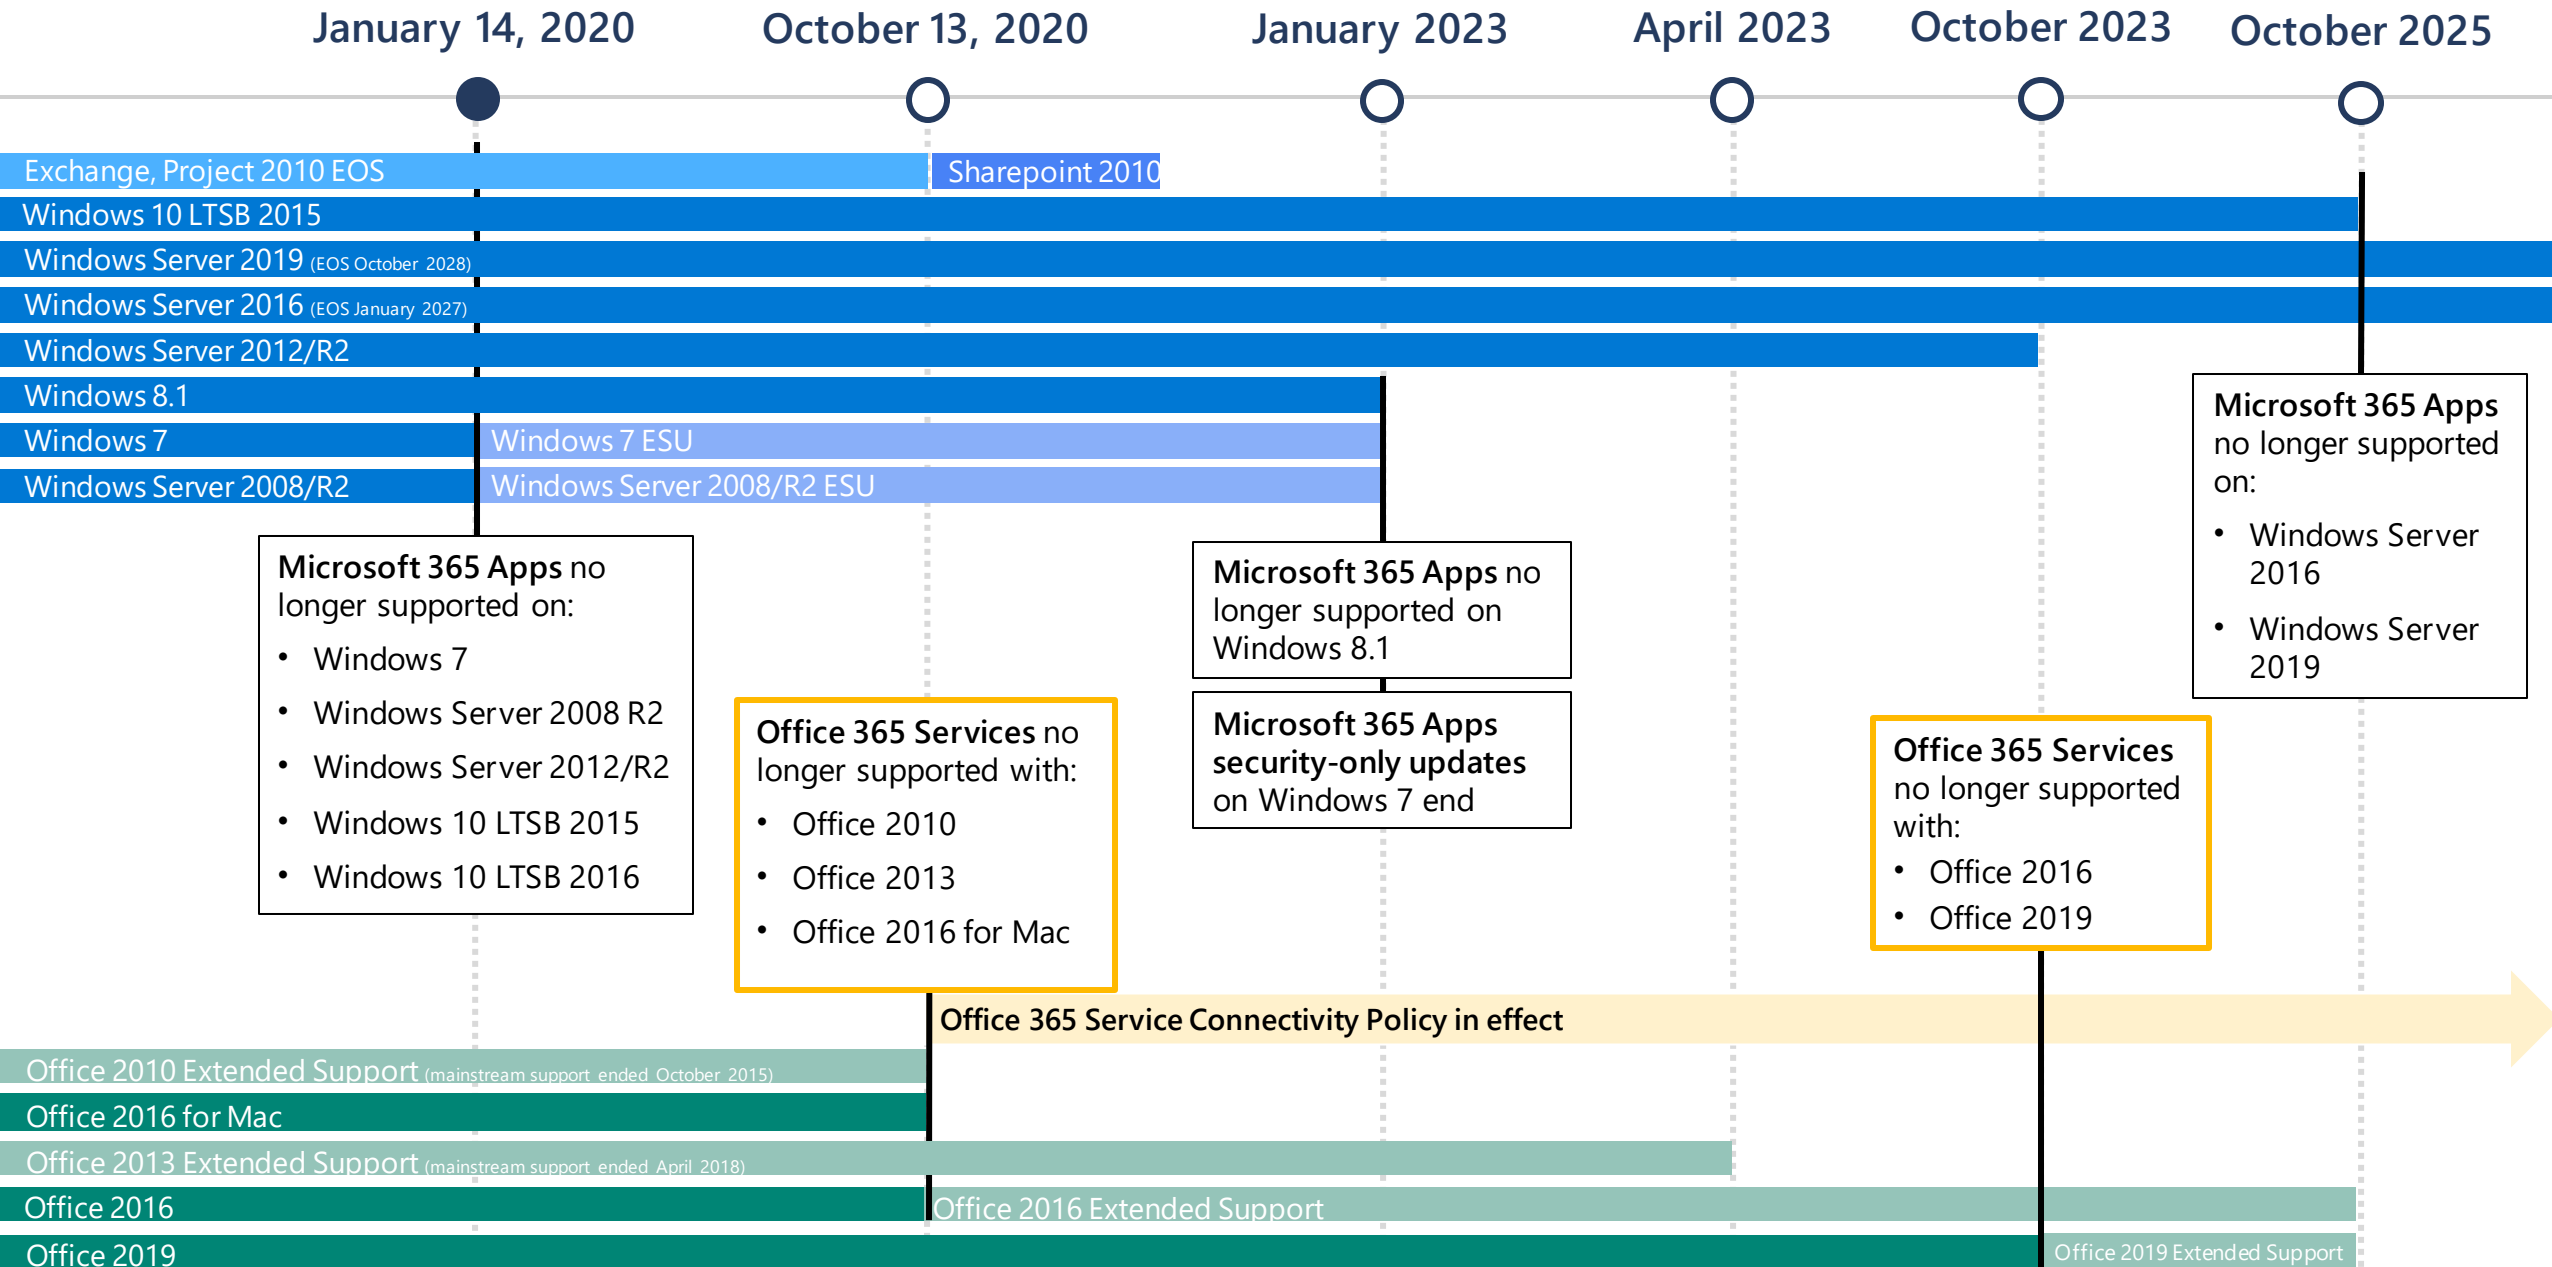 January 14, 2020
October 13, 2020
January 2023
April 2023
October 2023
October 2025
Exchange, Project 2010 EOS
Sharepoint 2010
Windows 10 LTSB 2015
Windows Server 2019 (EOS October 2028)
Windows Server 2016 (EOS January 2027)
Windows Server 2012/R2
Windows 8.1
Windows 7
Windows 7 ESU
Windows Server 2008/R2
Windows Server 2008/R2 ESU
Microsoft 365 Apps no
longer supported on:
• Windows 7
• Windows Server 2008 R2
• Windows Server 2012/R2
• Windows 10 LTSB 2015
• Windows 10 LTSB 2016
Office 365 Services no
longer supported with:
• Office 2010
• Office 2013
• Office 2016 for Mac
Microsoft 365 Apps no
longer supported on
Windows 8.1
Microsoft 365 Apps
security-only updates
on Windows 7 end
Office 365 Services
no longer supported
with:
• Office 2016
• Office 2019
Microsoft 365 Apps
no longer supported
on:
• Windows Server
2016
• Windows Server
2019
Office 365 Service Connectivity Policy in effect
Office 2010 Extended Support (mainstream support ended October 2015)
Office 2016 for Mac
Office 2013 Extended Support (mainstream support ended April 2018)
Office 2016
Office 2016 Extended Support
Office 2019
Office 2019 Extended Support